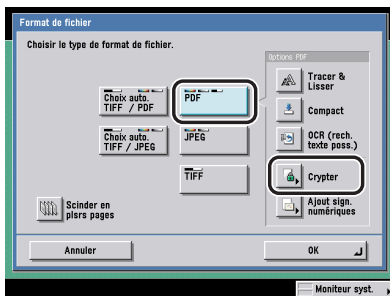 Format de fichier
Choisir le type de format de fichier.
Options PDF
Choix auto.
TIFF / PDF
PDF
Tracer &
Lisser
Compact
Choix auto.
TIFF / JPEG
JPEG
OCR (rech.
texte poss.)
TIFF
Crypter
Scinder en
plsrs pages
Ajout sign.
numériques
Annuler
OK
Moniteur syst.